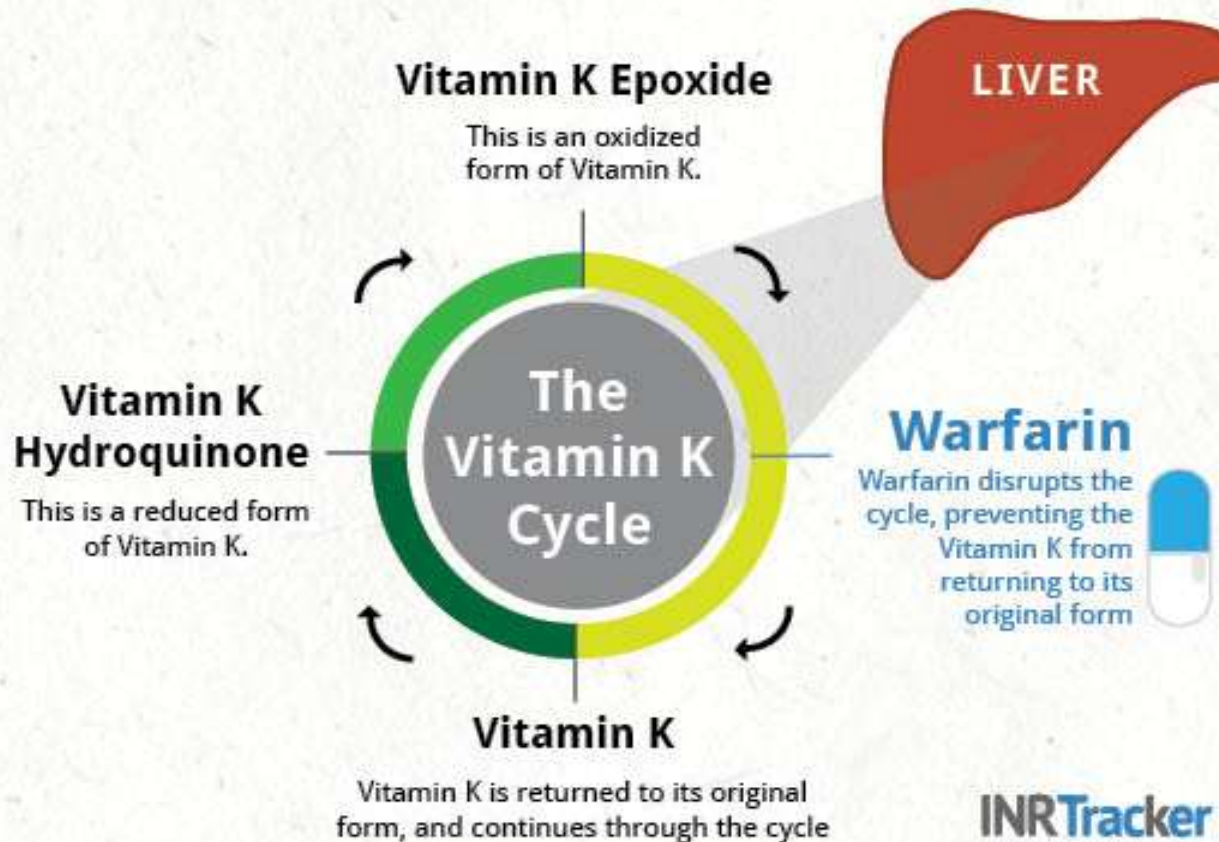 Vitamin K Epoxide
This is an oxidized
form of Vitamin K.
LIVER
The
Vitamin K
Cycle
Vitamin K
Hydroquinone
This is a reduced form
of Vitamin K.
Warfarin
Warfarin disrupts the
cycle, preventing the
Vitamin K from
returning to its
original form
Vitamin K
Vitamin K is returned to its original
form, and continues through the cycle
INRTracker